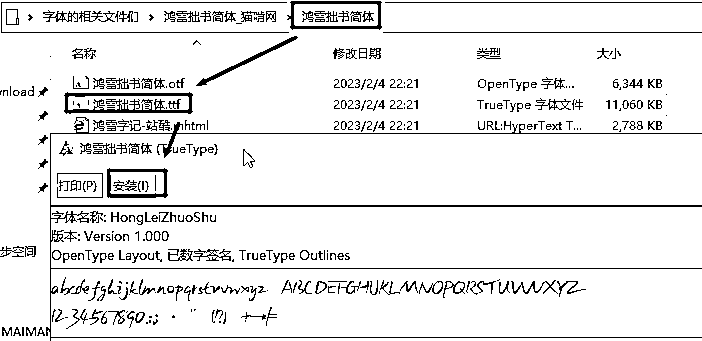 字体的相关文件们 › 鸿雪拙书简体_猫啃网 › 鸿雪拙书简体
名称 修改日期 类型 大小
鸿雪拙书简体.otf 2023/2/4 22:21 OpenType 字体... 6,344 KB
wnload 鸿雪拙书简体.ttf 2023/2/4 22:21 TrueType 字体文件 11,060 KB
鸿雪字记-站酷.mhtml 2023/2/4 22:21 URL:HyperText T... 2,788 KB
鸿雪拙书简体 (TrueType)
打印(P) 安装(I)
字体名称: HongLeiZhuoShu
版本: Version 1.000
步空间 OpenType Layout, 已数字签名, TrueType Outlines
abcdefghijklmnopqrstuvwxyz ABCDEFGHIJKLMNOPQRSTUVWXYZ
1234567890.:;
MAIMAN